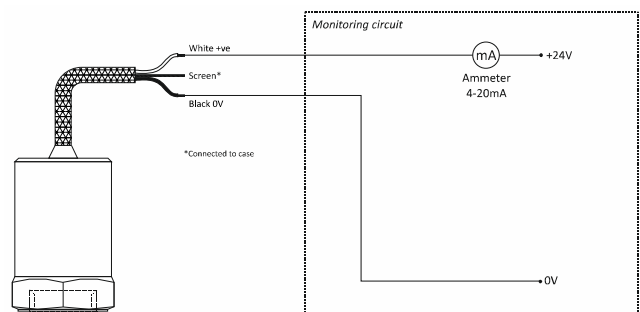 Monitoring circuit
White +ve
mA
+24V
Screen*
Ammeter
4-20mA
Black 0V
*Connected to case
0V